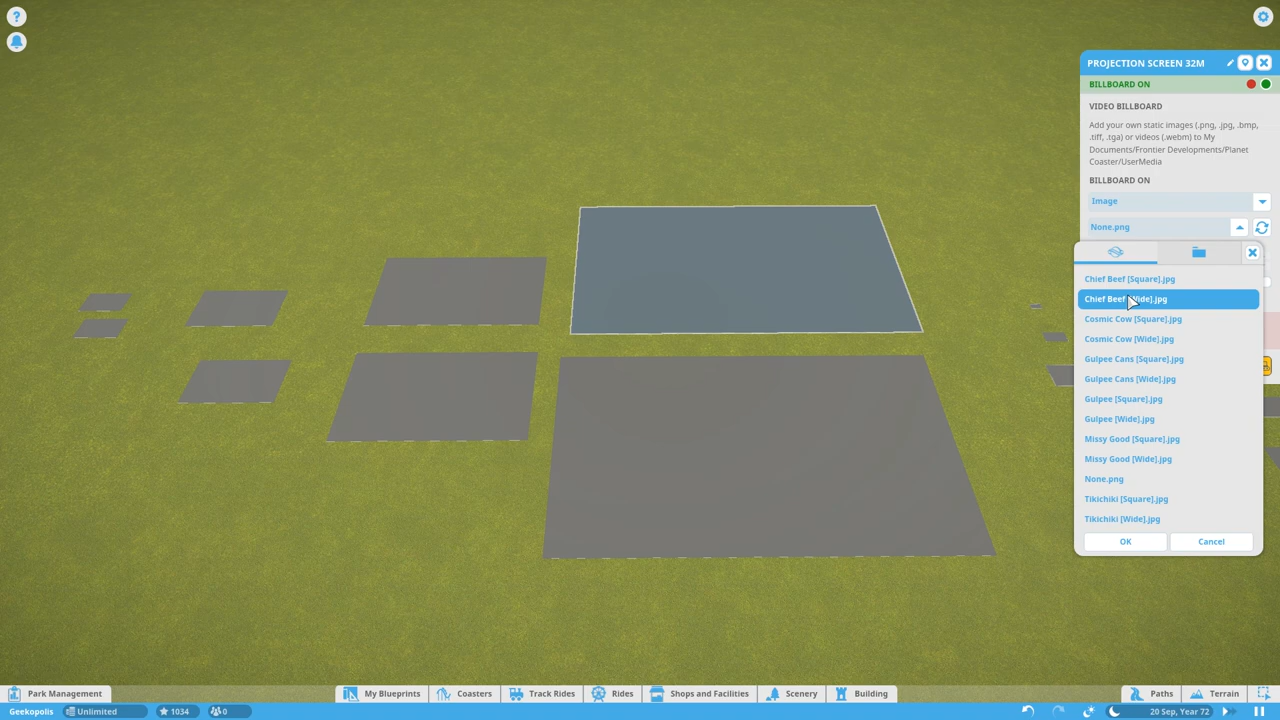 ?
PROJECTION SCREEN 32M
BILLBOARD ON
VIDEO BILLBOARD
Add your own static images (.png, .jpg, .bmp,
.tiff, .tga) or videos (.webm) to My
Documents/Frontier Developments/Planet
Coaster/UserMedia
BILLBOARD ON
Image
None.png
Chief Beef [Square].jpg
Chief Beef [Wide].jpg
Cosmic Cow [Square].jpg
Cosmic Cow [Wide].jpg
Gulpee Cans [Square].jpg
Gulpee Cans [Wide].jpg
Gulpee [Square].jpg
Gulpee [Wide].jpg
Missy Good [Square].jpg
Missy Good [Wide].jpg
None.png
Tikichiki [Square].jpg
Tikichiki [Wide].jpg
OK Cancel
Park Management My Blueprints Coasters Track Rides Rides Shops and Facilities Scenery Building Paths Terrain
Geekopolis Unlimited 1034 0 20 Sep, Year 72